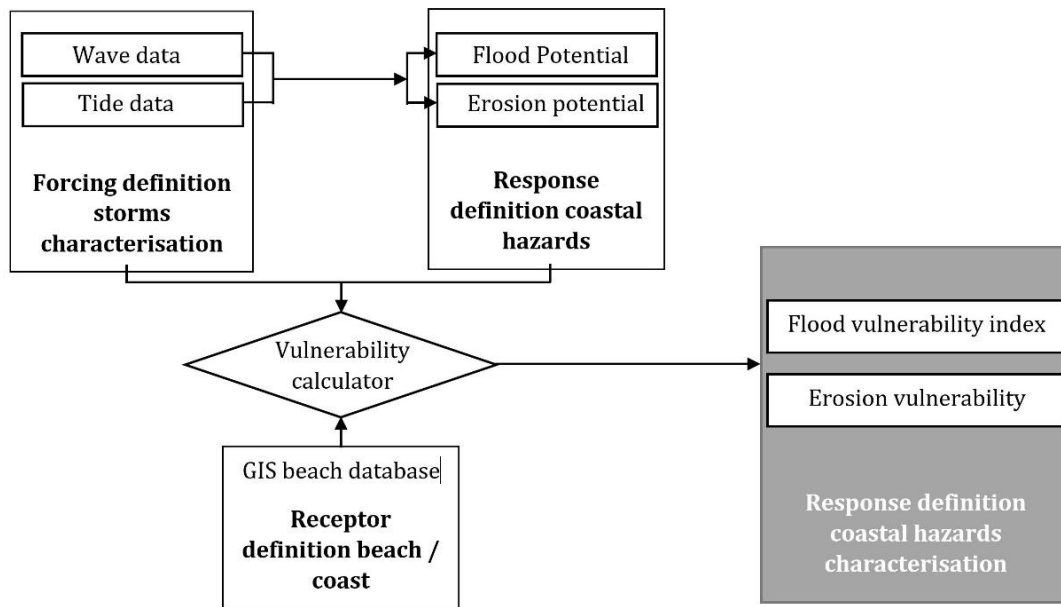 Wave data
Tide data
Forcing definition
storms
characterisation
Flood Potential
Erosion potential
Response
definition coastal
hazards
Vulnerability
calculator
GIS beach database
Receptor
definition beach /
coast
Flood vulnerability index
Erosion vulnerability
Response definition
coastal hazards
characterisation